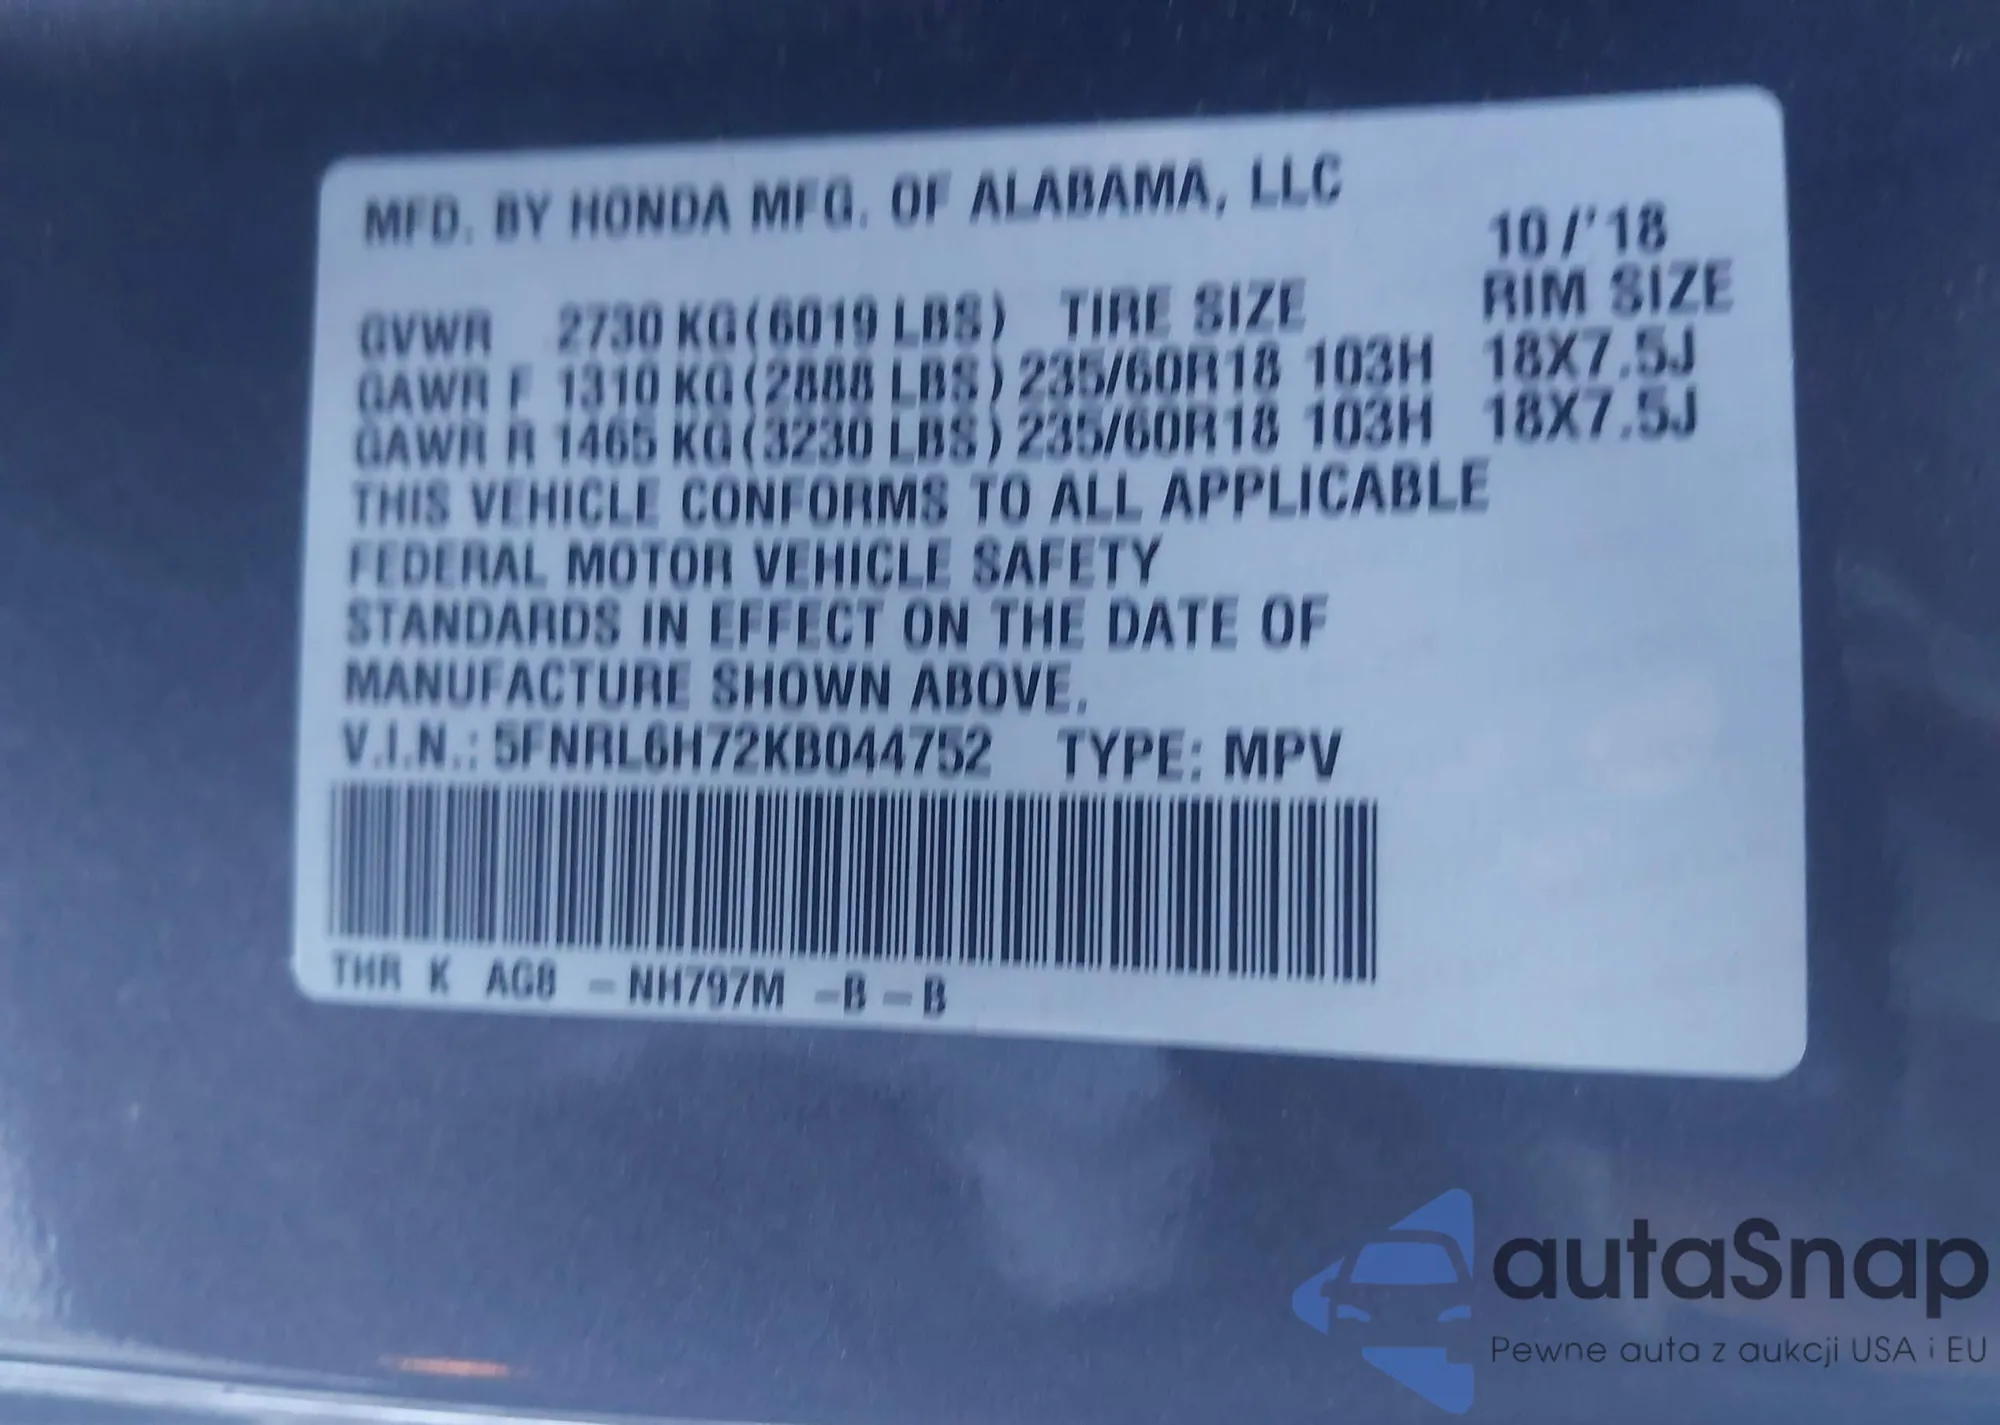 MFD. BY HONDA MFG. OF ALABAMA, LLC
10/'18
GVWR 2730 KG (6019 LBS) TIRE SIZE RIM SIZE
GAWR F 1310 KG (2888 LBS) 235/60R18 103H 18X7.5J
GAWR R 1465 KG (3230 LBS) 235/60R18 103H 18X7.5J
THIS VEHICLE CONFORMS TO ALL APPLICABLE
FEDERAL MOTOR VEHICLE SAFETY
STANDARDS IN EFFECT ON THE DATE OF
MANUFACTURE SHOWN ABOVE.
V.I.N.: 5FNRL6H72KB044752 TYPE: MPV
THR K AG8 – NH797M –B – B
autaSnap
Pewne auta z aukcji USA i EU